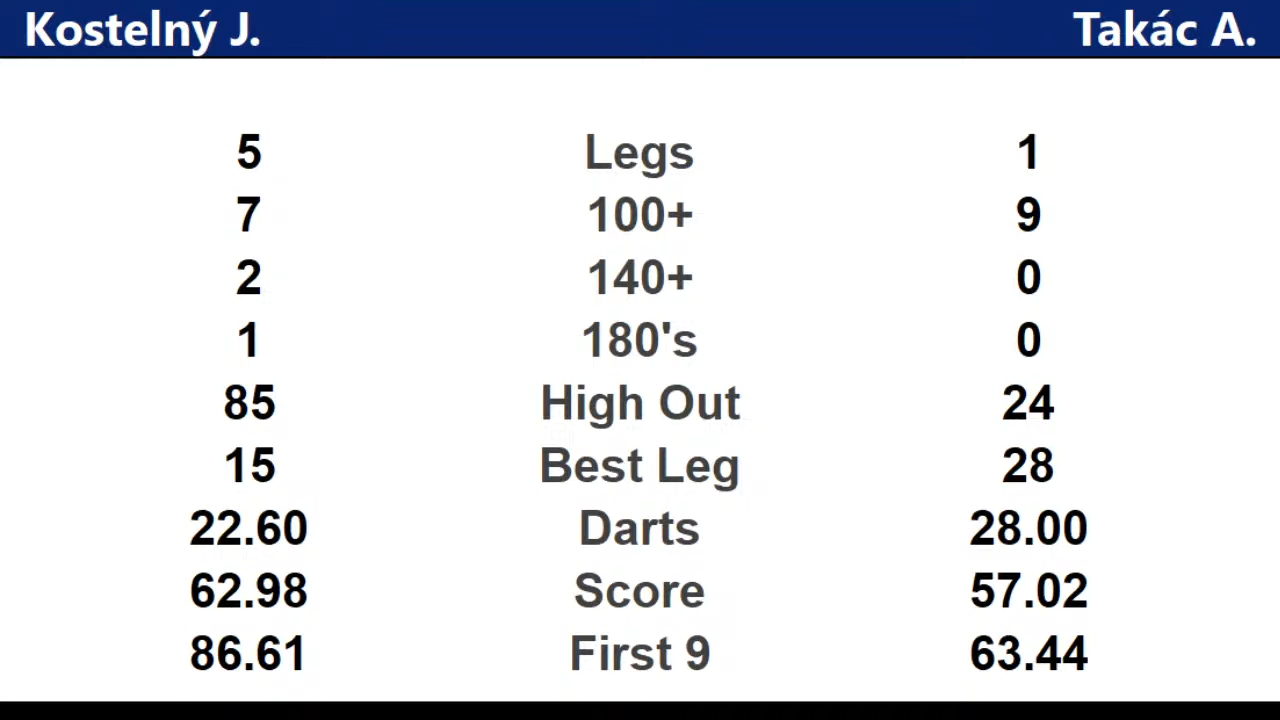 Kostelný J. Takác A.
5 Legs 1
7 100+ 9
2 140+ 0
1 180's 0
85 High Out 24
15 Best Leg 28
22.60 Darts 28.00
62.98 Score 57.02
86.61 First 9 63.44